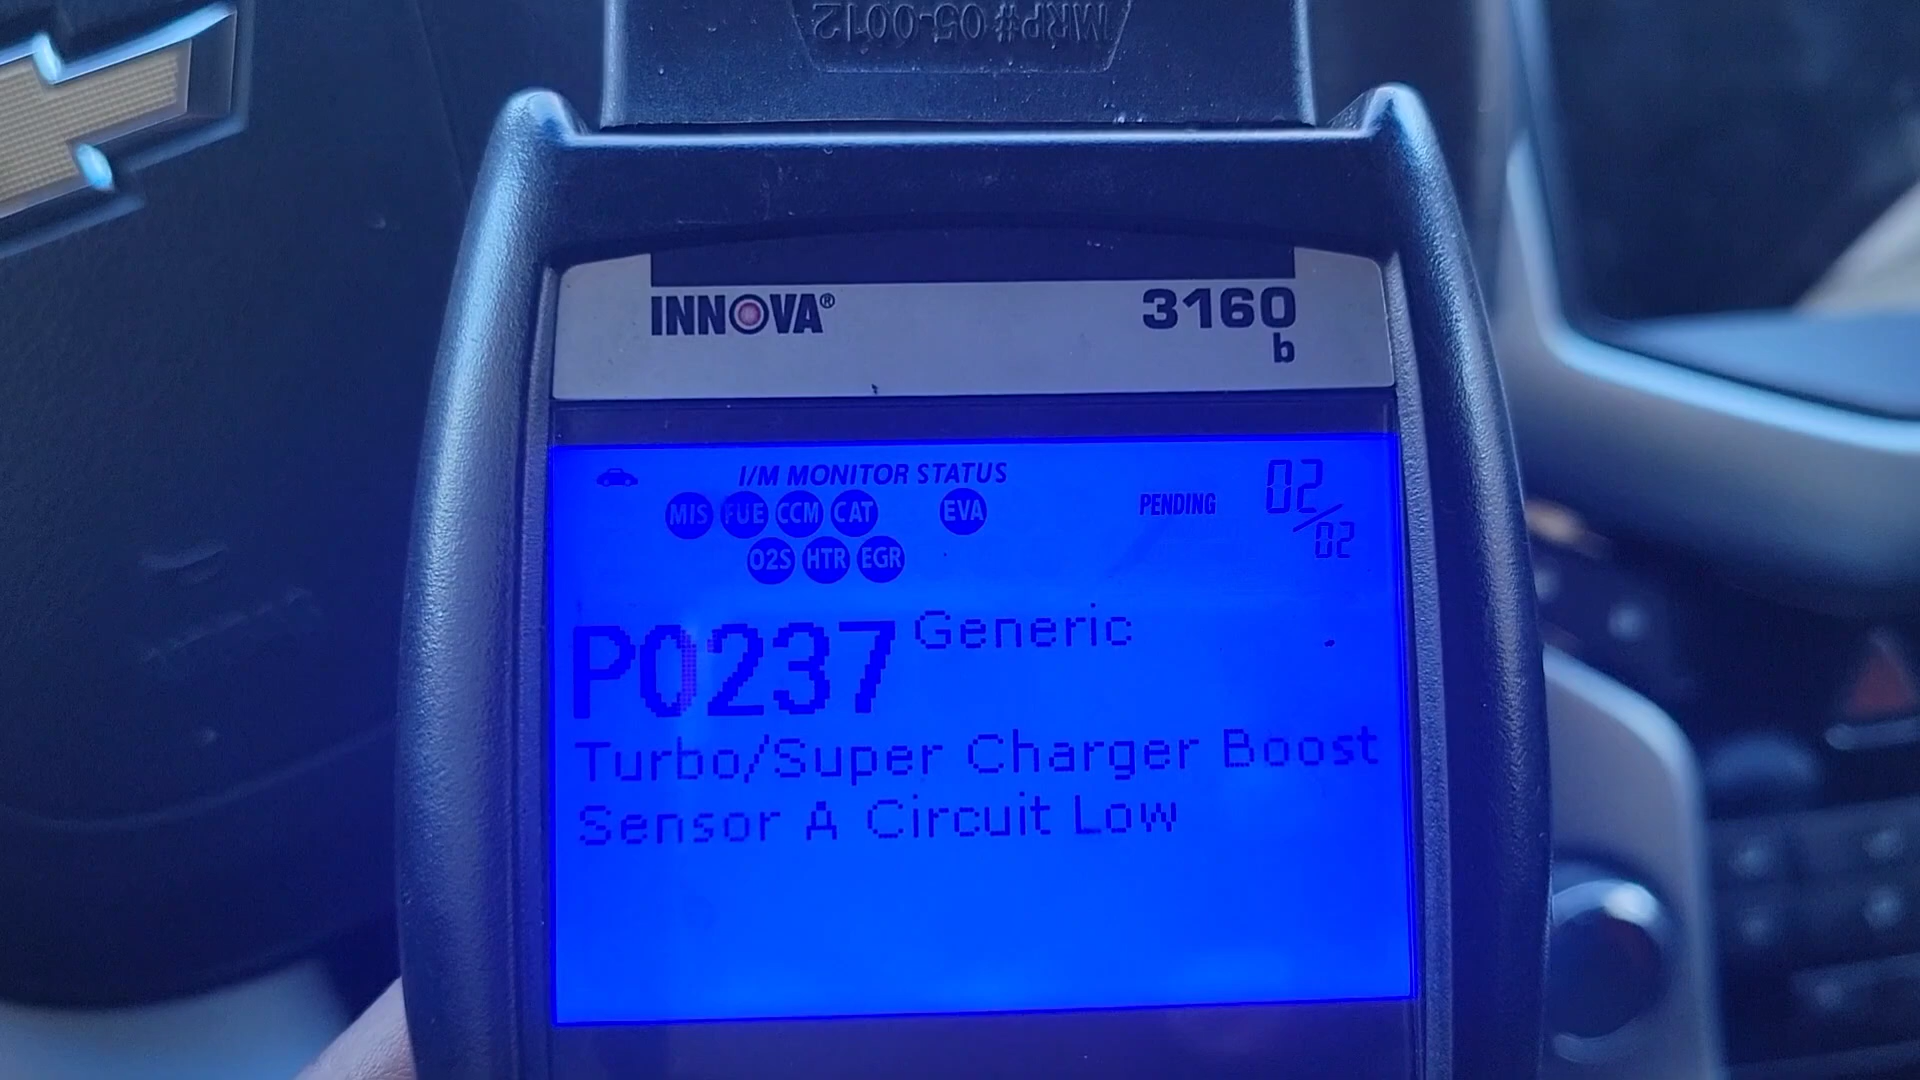 MRP# 05-0012
INNOVA®
3160
b
I/M MONITOR STATUS
MIS FUE CCM CAT EVA
O2S HTR EGR
PENDING
02/02
P0237 Generic
Turbo/Super Charger Boost
Sensor A Circuit Low